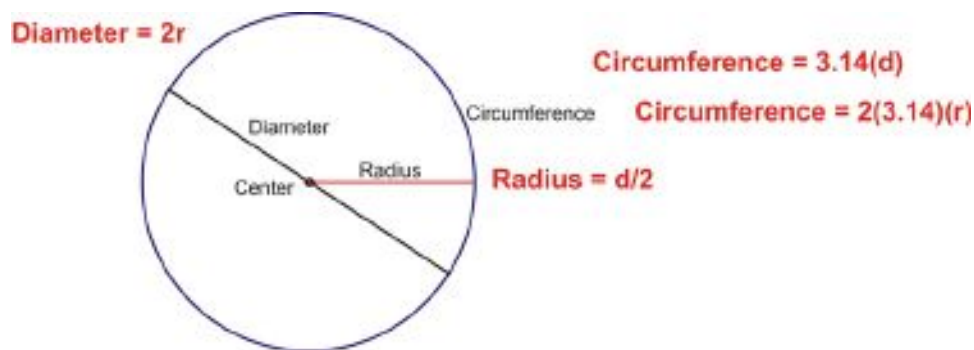 Diameter = 2r
Circumference = 3.14(d)
Circumference
Circumference = 2(3.14)(r)
Diameter
Radius
Center
Radius = d/2